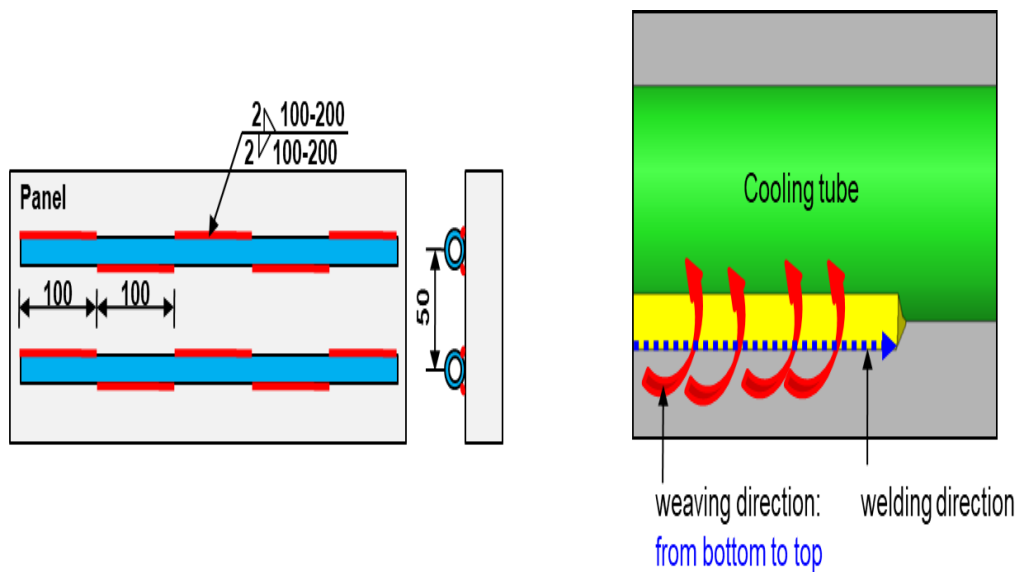 2 100-200
2 100-200
Panel
100 100
50
Cooling tube
weaving direction:
from bottom to top
welding direction